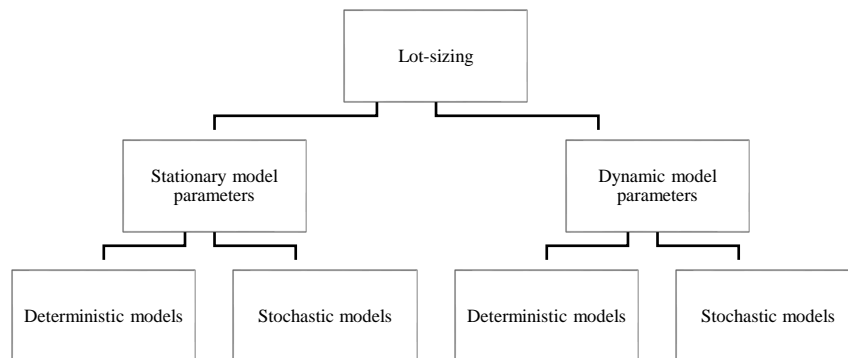 Lot-sizing
Stationary model
parameters
Dynamic model
parameters
Deterministic models
Stochastic models
Deterministic models
Stochastic models